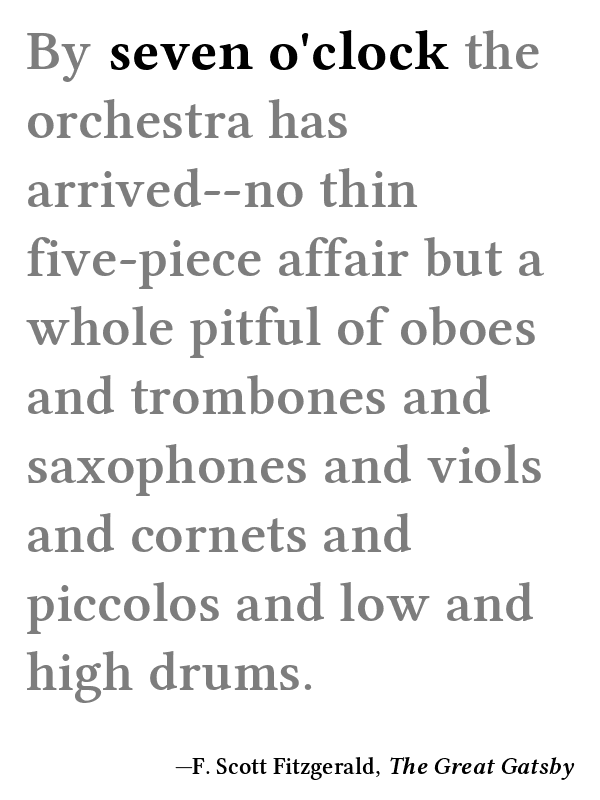 By seven o'clock the
orchestra has
arrived--no thin
five-piece affair but a
whole pitful of oboes
and trombones and
saxophones and viols
and cornets and
piccolos and low and
high drums.
—F. Scott Fitzgerald, The Great Gatsby